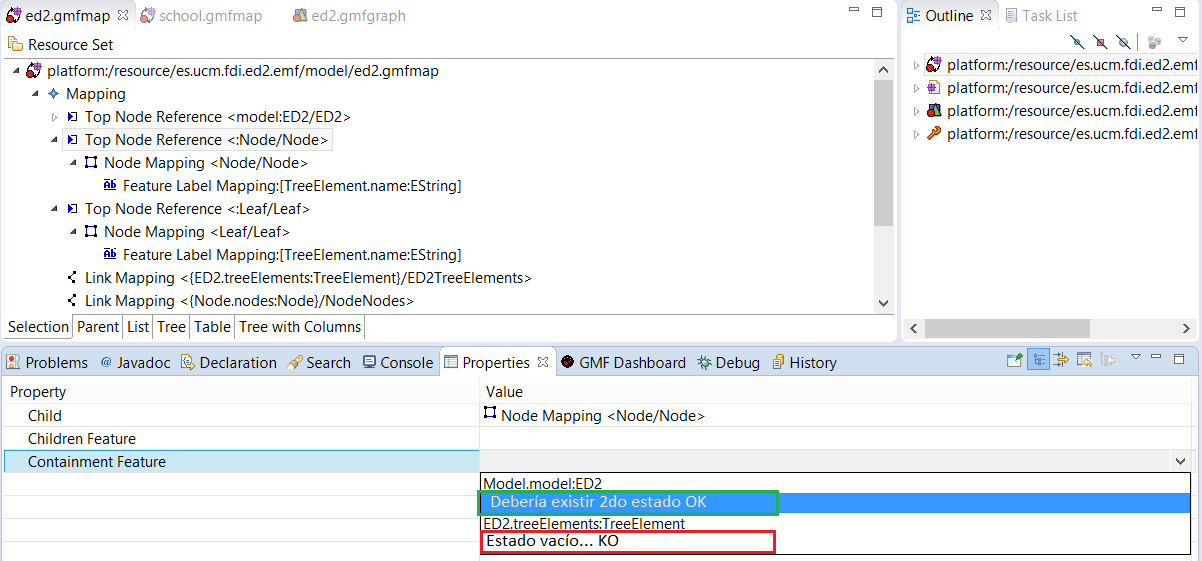 ed2.gmfmap
school.gmfmap
ed2.gmfgraph
Outline
Task List
Resource Set
platform:/resource/es.ucm.fdi.ed2.emf/model/ed2.gmfmap
Mapping
Top Node Reference <model:ED2/ED2>
Top Node Reference <:Node/Node>
Node Mapping <Node/Node>
Feature Label Mapping:[TreeElement.name:EString]
Top Node Reference <:Leaf/Leaf>
Node Mapping <Leaf/Leaf>
Feature Label Mapping:[TreeElement.name:EString]
Link Mapping <{ED2.treeElements:TreeElement}/ED2TreeElements>
Link Mapping <{Node.nodes:Node}/NodeNodes>
Selection Parent List Tree Table Tree with Columns
platform:/resource/es.ucm.fdi.ed2.emf
platform:/resource/es.ucm.fdi.ed2.emf
platform:/resource/es.ucm.fdi.ed2.emf
platform:/resource/es.ucm.fdi.ed2.emf
Problems @ Javadoc Declaration Search Console Properties GMF Dashboard Debug History
Property Value
Child Node Mapping <Node/Node>
Children Feature
Containment Feature
Model.model:ED2
Debería existir 2do estado OK
ED2.treeElements:TreeElement
Estado vacío... KO